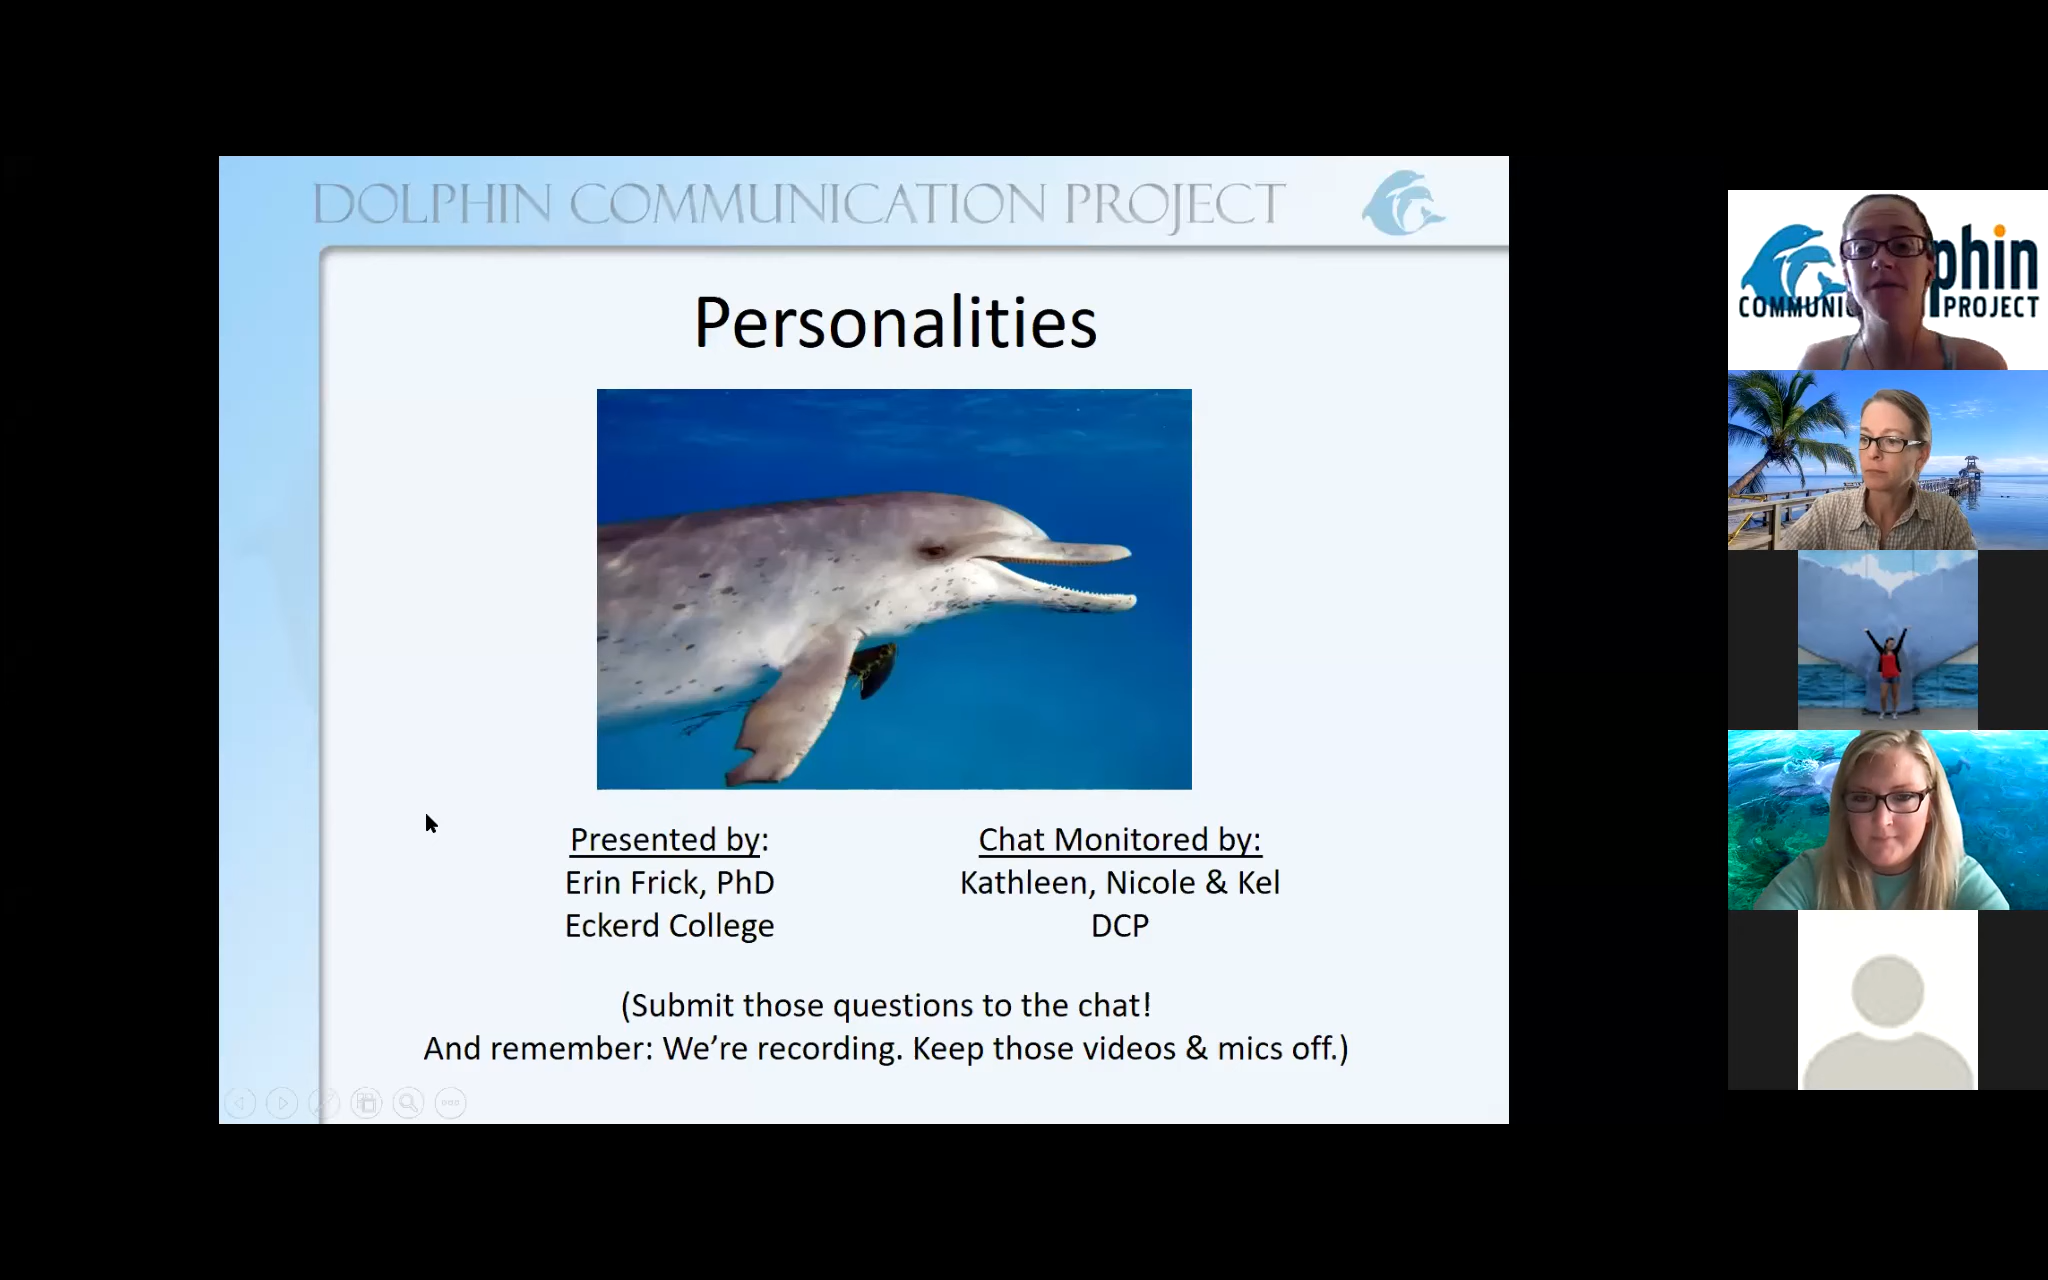 DOLPHIN COMMUNICATION PROJECT
Personalities
Presented by:
Erin Frick, PhD
Eckerd College
Chat Monitored by:
Kathleen, Nicole & Kel
DCP
(Submit those questions to the chat!
And remember: We're recording. Keep those videos & mics off.)
phin
COMMUNIC PROJECT